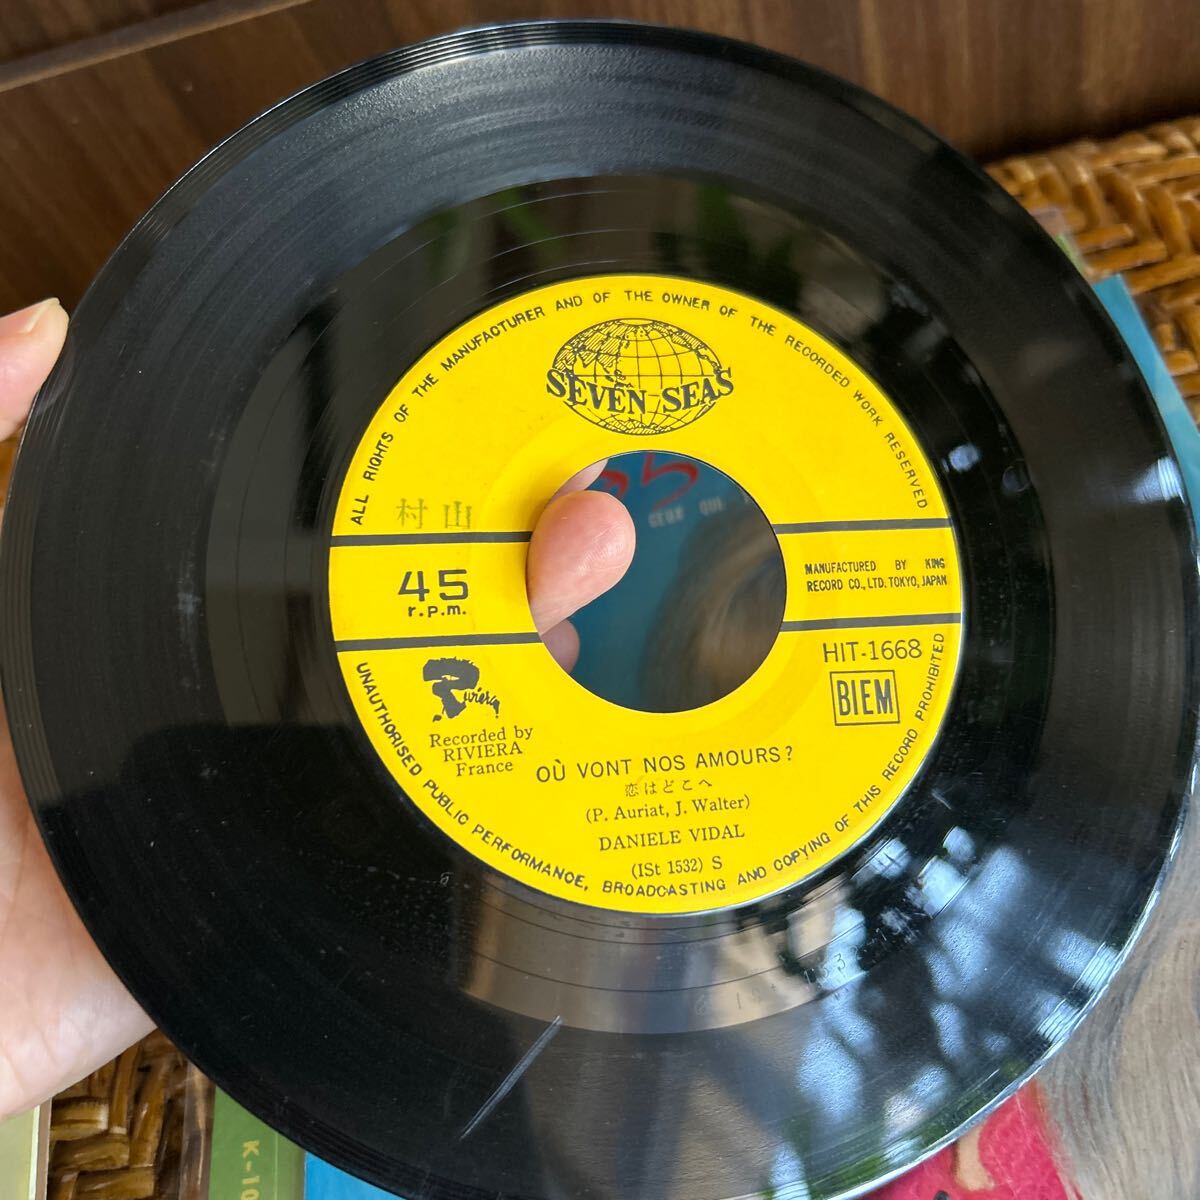 ALL RIGHTS OF THE MANUFACTURER AND OF THE OWNER OF THE RECORDED WORK RESERVED
SEVEN SEAS
村山
45
r.p.m.
MANUFACTURED BY KING
RECORD CO., LTD. TOKYO, JAPAN
HIT-1668
BIEM
Riviera
Recorded by
RIVIERA
France
OÙ VONT NOS AMOURS?
恋はどこへ
(P. Auriat, J. Walter)
DANIELE VIDAL
(ISt 1532) S
UNAUTHORISED PUBLIC PERFORMANCE, BROADCASTING AND COPYING OF THIS RECORD PROHIBITED
CEUX QUE
K-10